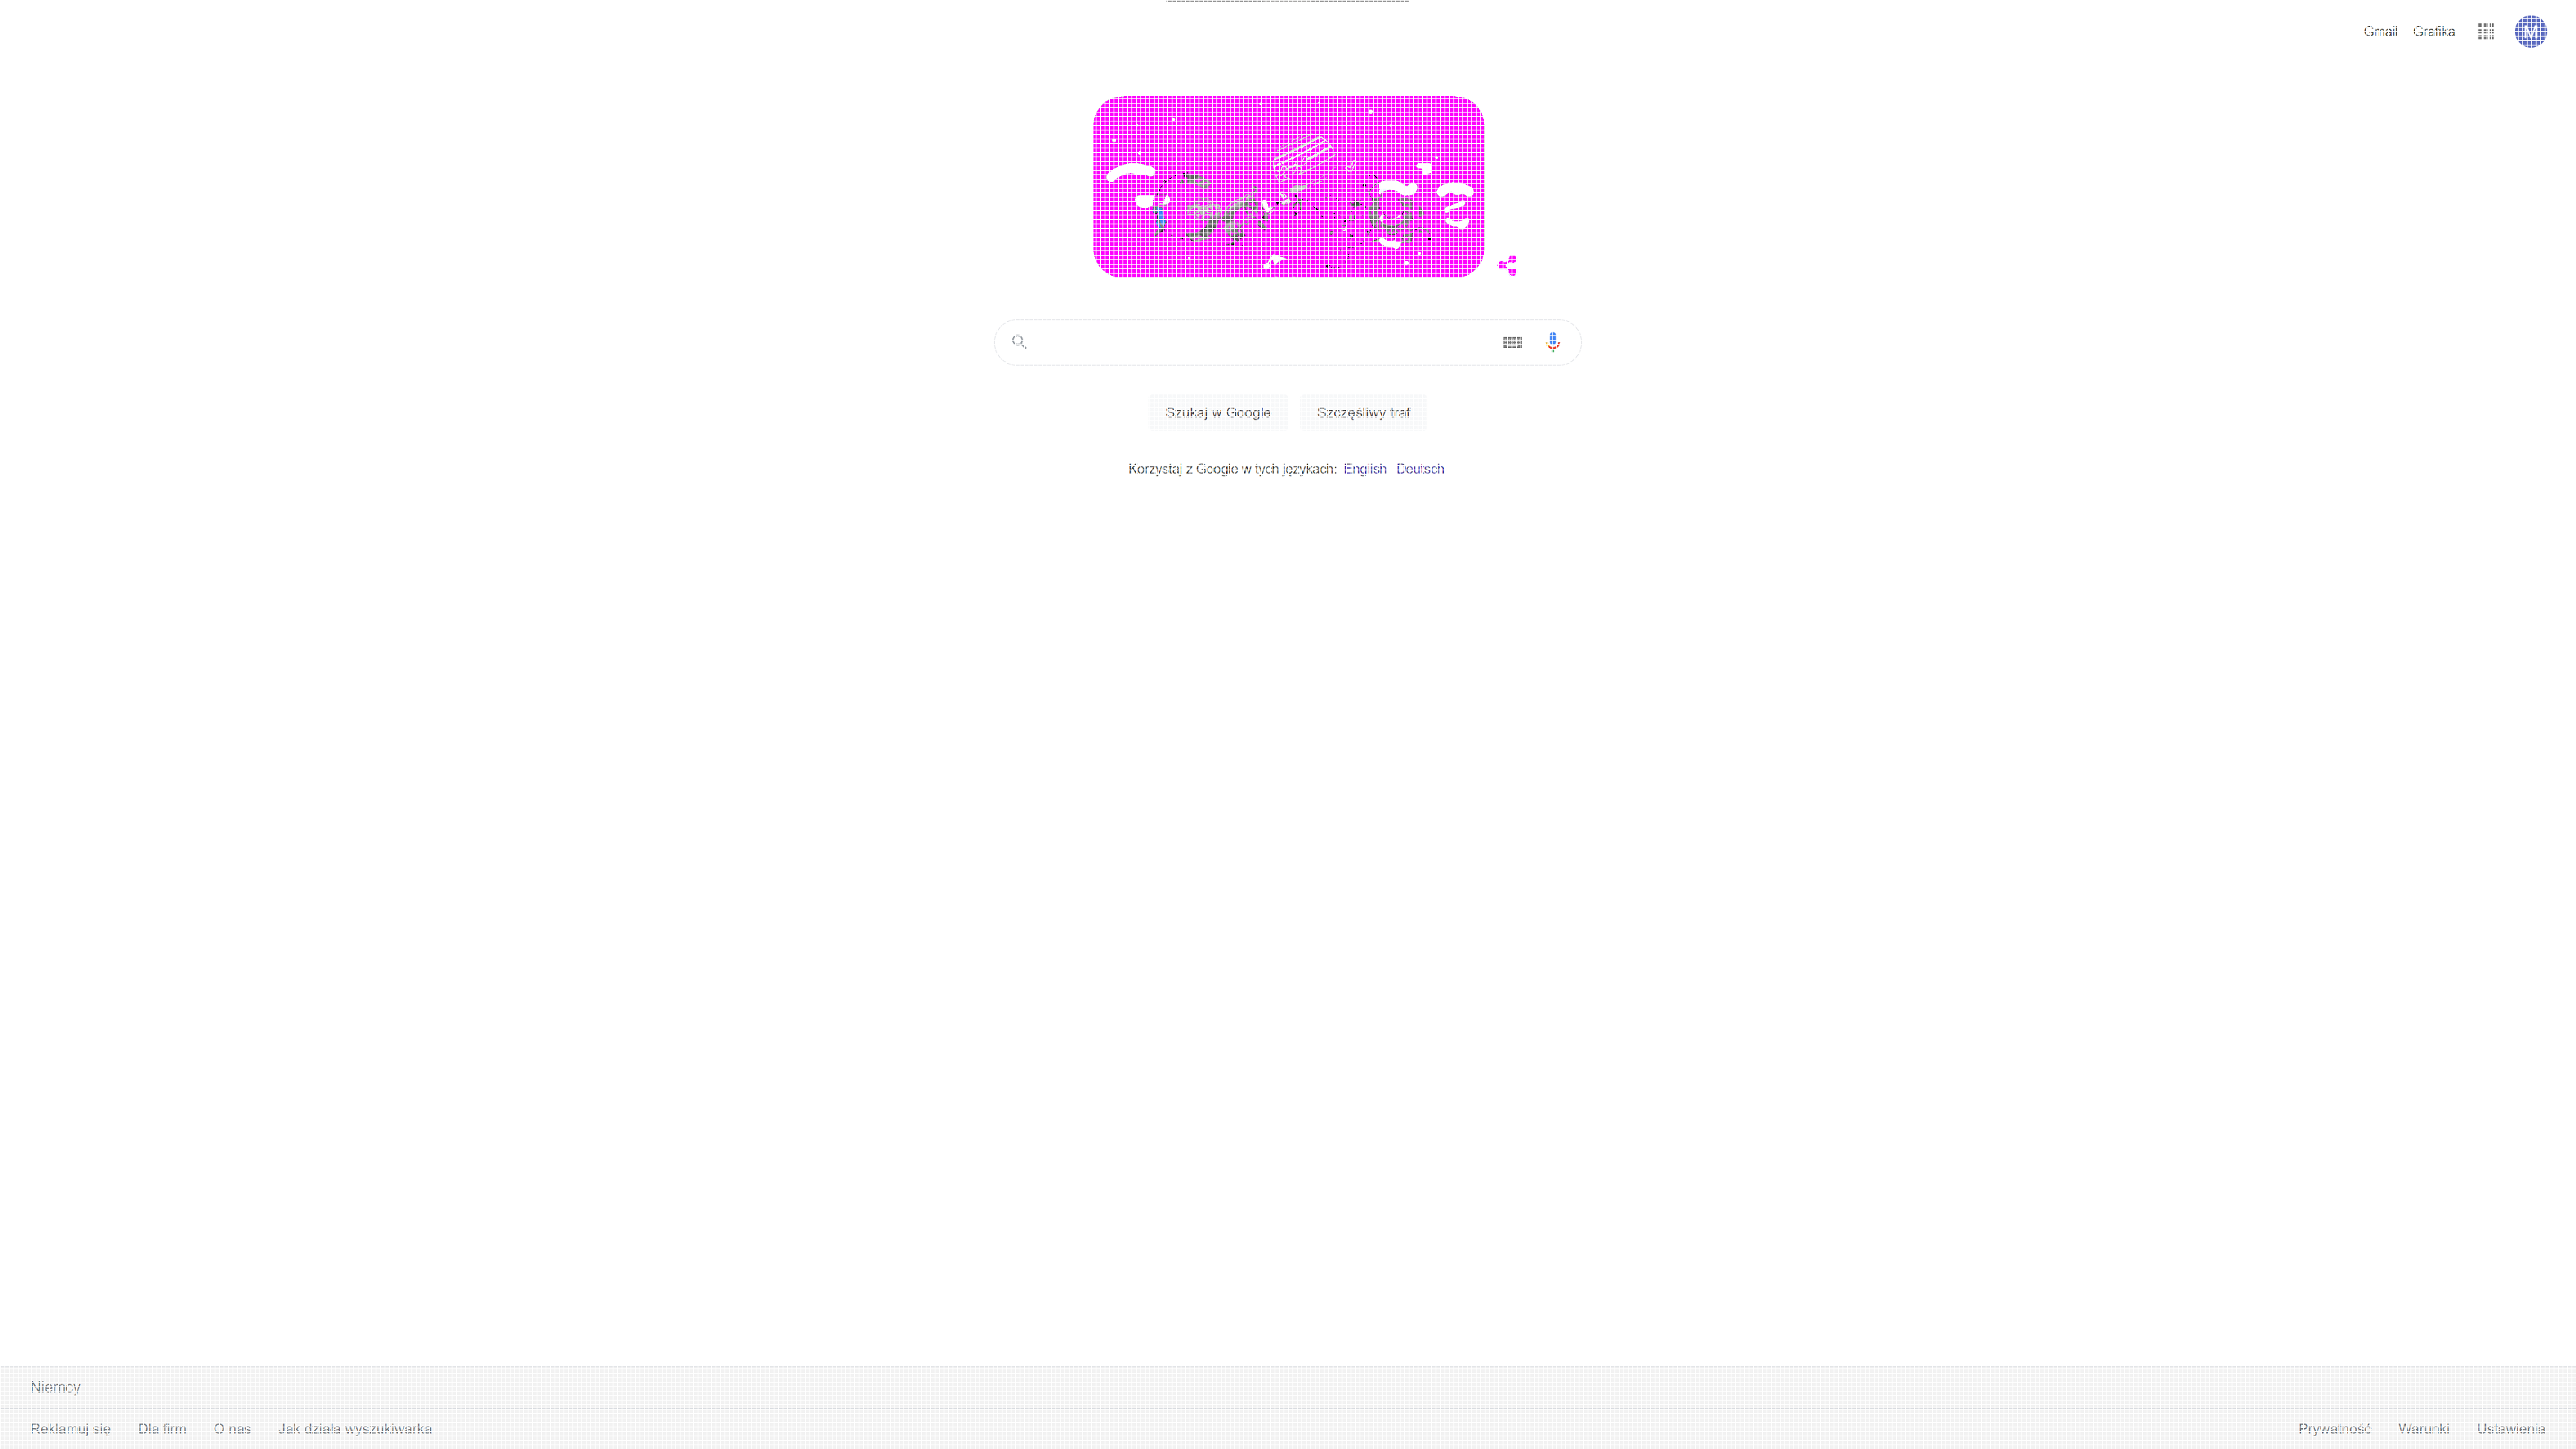 Gmail Grafika
Szukaj w Google Szczęśliwy traf
Korzystaj z Google w tych językach: English Deutsch
Niemcy
Reklamuj się Dla firm O nas Jak działa wyszukiwarka Prywatność Warunki Ustawienia